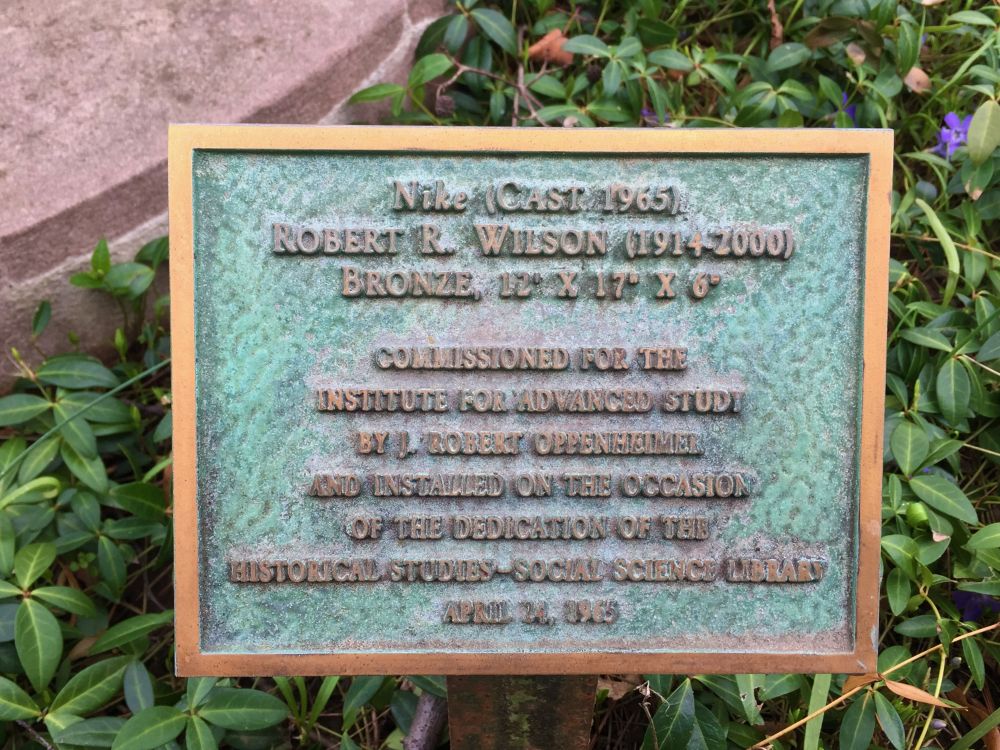 Nike (Cast 1965)
Robert R. Wilson (1914-2000)
Bronze, 12" x 17" x 6"
COMMISSIONED FOR THE
INSTITUTE FOR ADVANCED STUDY
BY J. ROBERT OPPENHEIMER
AND INSTALLED ON THE OCCASION
OF THE DEDICATION OF THE
HISTORICAL STUDIES-SOCIAL SCIENCE LIBRARY
APRIL 24, 1965